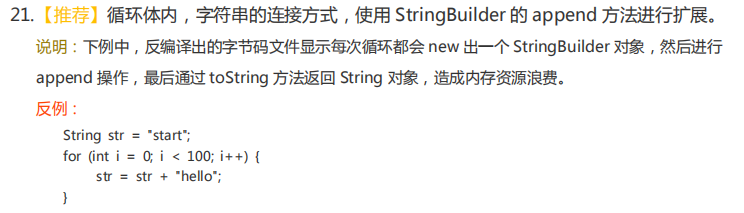 21.【推荐】循环体内，字符串的连接方式，使用 StringBuilder 的 append 方法进行扩展。
说明：下例中，反编译出的字节码文件显示每次循环都会 new 出一个 StringBuilder 对象，然后进行
append 操作，最后通过 toString 方法返回 String 对象，造成内存资源浪费。
反例：
String str = "start";
for (int i = 0; i < 100; i++) {
str = str + "hello";
}